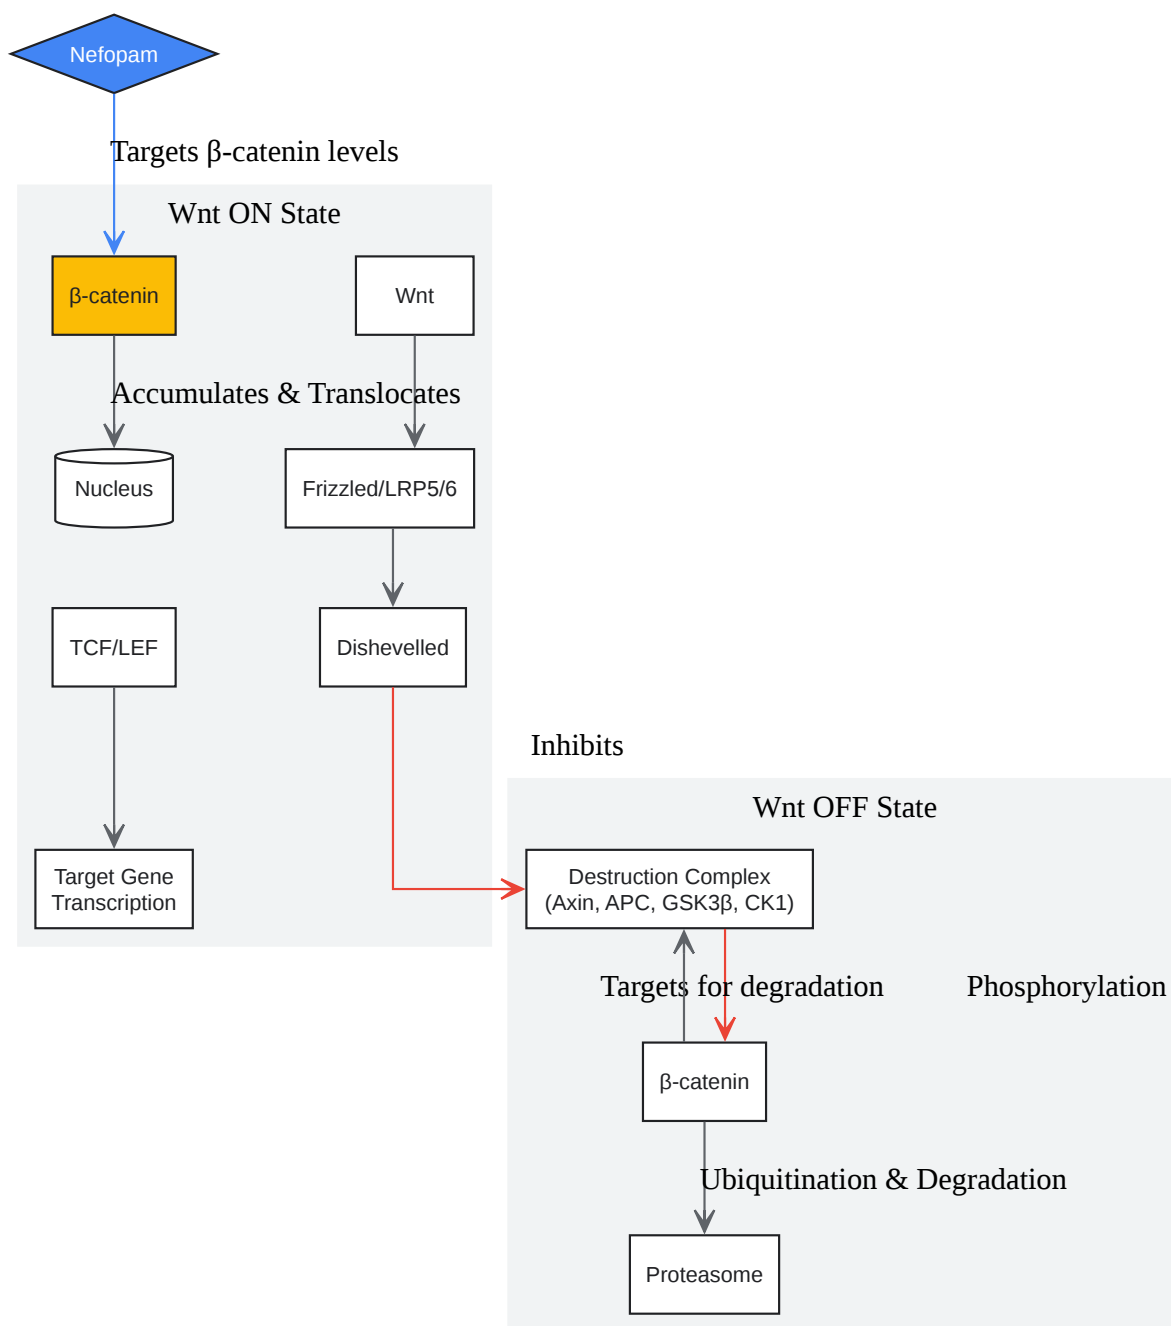 Nefopam
Targets β-catenin levels
Wnt ON State
β-catenin
Wnt
Accumulates & Translocates
Nucleus
Frizzled/LRP5/6
TCF/LEF
Dishevelled
Inhibits
Wnt OFF State
Target Gene
Transcription
Destruction Complex
(Axin, APC, GSK3β, CK1)
Targets for degradation
Phosphorylation
β-catenin
Ubiquitination & Degradation
Proteasome